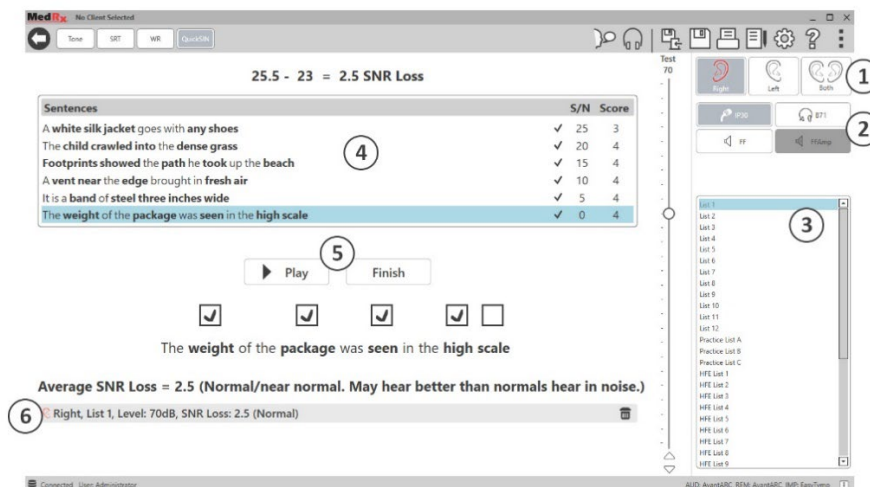 MedRx No Client Selected
Tone SRT WR QuickSIN
Test
70
25.5 - 23 = 2.5 SNR Loss
Right Left Both
1
IP30 B71
2
FF FFAmp
Sentences S/N Score
A white silk jacket goes with any shoes 25 3
The child crawled into the dense grass 20 4
Footprints showed the path he took up the beach 15 4
A vent near the edge brought in fresh air 10 4
It is a band of steel three inches wide 5 4
The weight of the package was seen in the high scale 0 4
4
List 1
List 2
List 3
List 4
List 5
List 6
List 7
List 8
List 9
List 10
List 11
List 12
Practice List A
Practice List B
Practice List C
HFE List 1
HFE List 2
HFE List 3
HFE List 4
HFE List 5
HFE List 6
HFE List 7
HFE List 8
HFE List 9
3
5
Play Finish
The weight of the package was seen in the high scale
Average SNR Loss = 2.5 (Normal/near normal. May hear better than normals hear in noise.)
6
Right, List 1, Level: 70dB, SNR Loss: 2.5 (Normal)
Connected User: Administrator
AUD: AvantARC REM: AvantARC IMP: EasyTymp